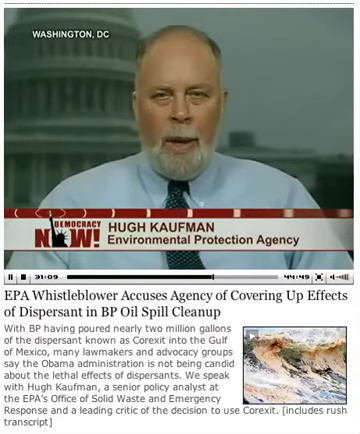 WASHINGTON, DC
DEMOCRACY
NOW!
HUGH KAUFMAN
Environmental Protection Agency
31:09
44:49
EPA Whistleblower Accuses Agency of Covering Up Effects
of Dispersant in BP Oil Spill Cleanup
With BP having poured nearly two million gallons
of the dispersant known as Corexit into the Gulf
of Mexico, many lawmakers and advocacy groups
say the Obama administration is not being candid
about the lethal effects of dispersants. We speak
with Hugh Kaufman, a senior policy analyst at
the EPA's Office of Solid Waste and Emergency
Response and a leading critic of the decision to use Corexit. [includes rush
transcript]